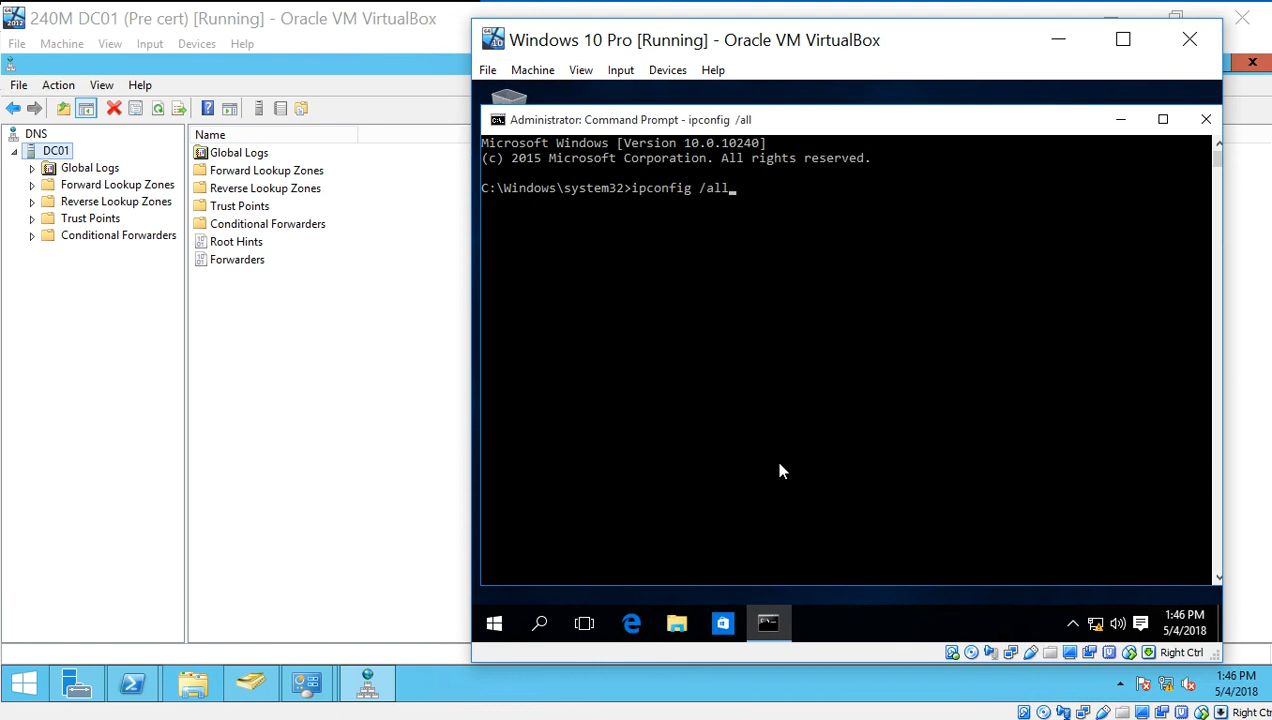 240M DC01 (Pre cert) [Running] - Oracle VM VirtualBox
File Machine View Input Devices Help
File Action View Help
DNS
DC01
Global Logs
Forward Lookup Zones
Reverse Lookup Zones
Trust Points
Conditional Forwarders
Name
Global Logs
Forward Lookup Zones
Reverse Lookup Zones
Trust Points
Conditional Forwarders
Root Hints
Forwarders
Windows 10 Pro [Running] - Oracle VM VirtualBox
File Machine View Input Devices Help
Administrator: Command Prompt - ipconfig /all
Microsoft Windows [Version 10.0.10240]
(c) 2015 Microsoft Corporation. All rights reserved.
C:\Windows\system32>ipconfig /all_
1:46 PM
5/4/2018
Right Ctrl
1:46 PM
5/4/2018
Right Ctr